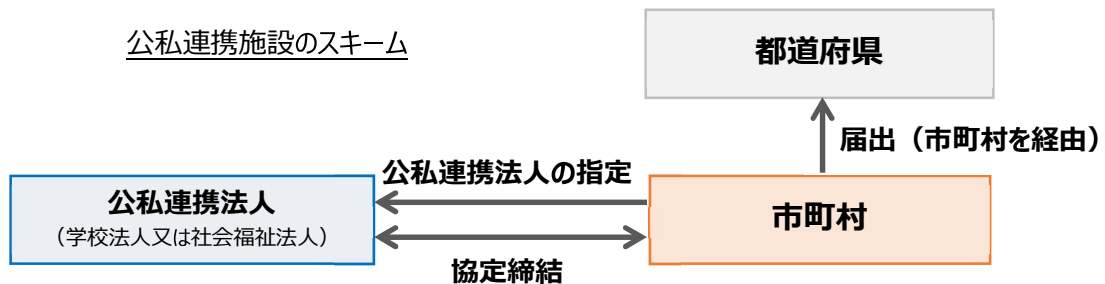 公私連携施設のスキーム
都道府県
届出（市町村を経由）
公私連携法人の指定
公私連携法人
（学校法人又は社会福祉法人）
市町村
協定締結